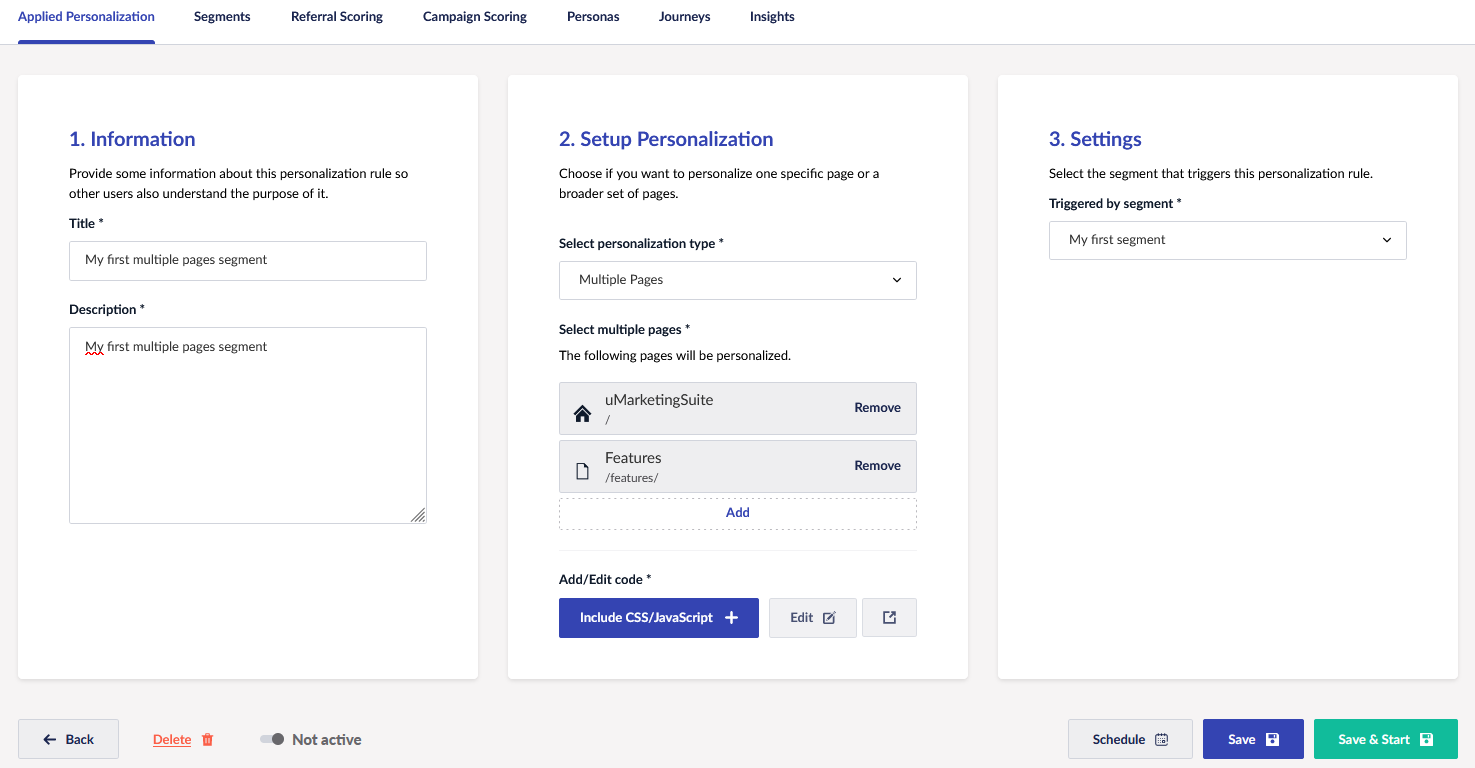 Applied Personalization
Segments
Referral Scoring
Campaign Scoring
Personas
Journeys
Insights
1. Information
Provide some information about this personalization rule so
other users also understand the purpose of it.
Title *
My first multiple pages segment
Description *
My first multiple pages segment
2. Setup Personalization
Choose if you want to personalize one specific page or a
broader set of pages.
Select personalization type *
Multiple Pages
Select multiple pages *
The following pages will be personalized.
uMarketingSuite
/
Remove
Features
/features/
Remove
Add
Add/Edit code *
Include CSS/JavaScript
Edit
3. Settings
Select the segment that triggers this personalization rule.
Triggered by segment *
My first segment
Back
Delete
Not active
Schedule
Save
Save & Start